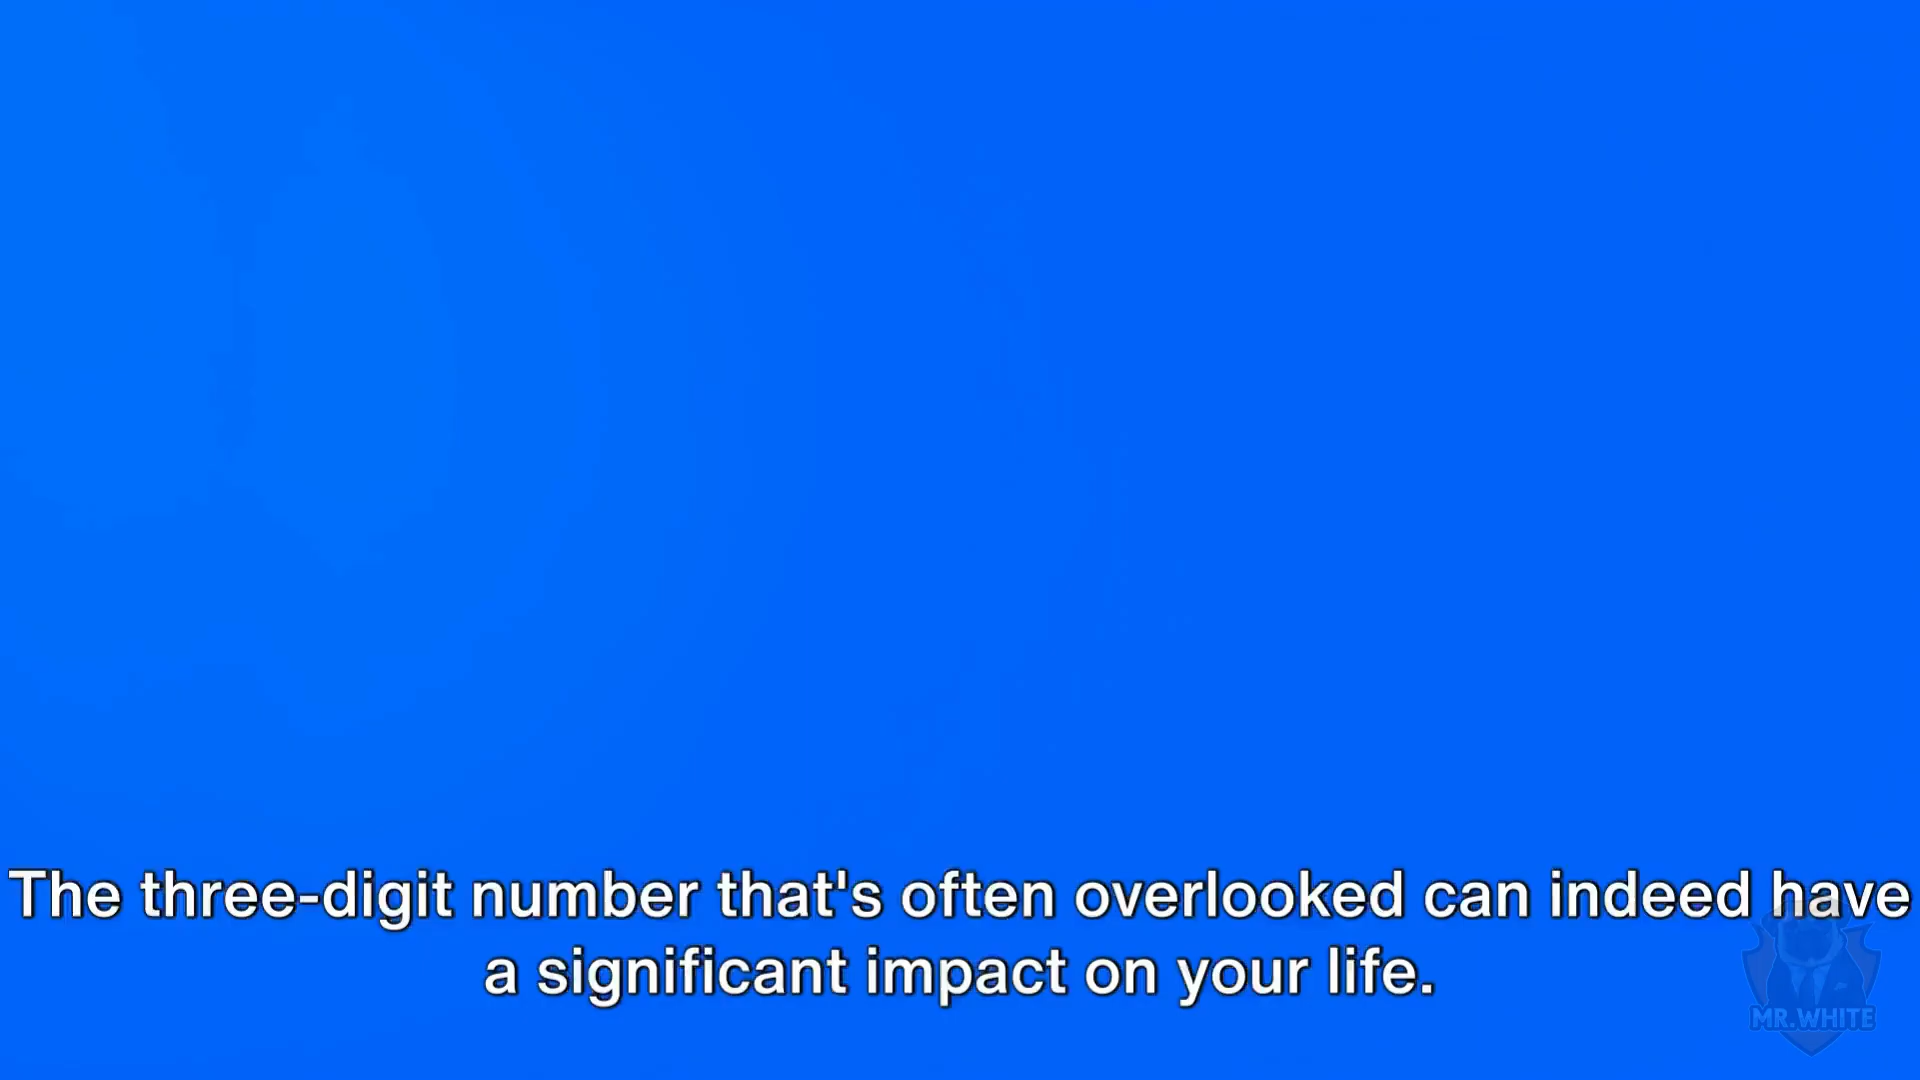 The three-digit number that's often overlooked can indeed have
a significant impact on your life.
MR.WHITE